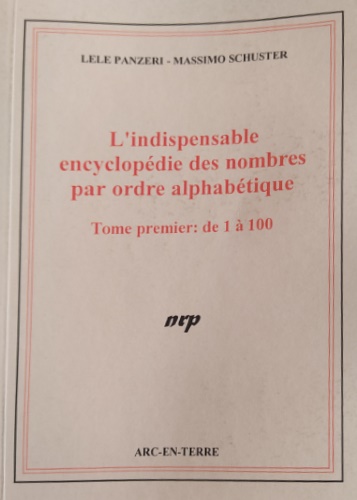 LELE PANZERI - MASSIMO SCHUSTER
L'indispensable
encyclopédie des nombres
par ordre alphabétique
Tome premier: de 1 à 100
nrp
ARC-EN-TERRE